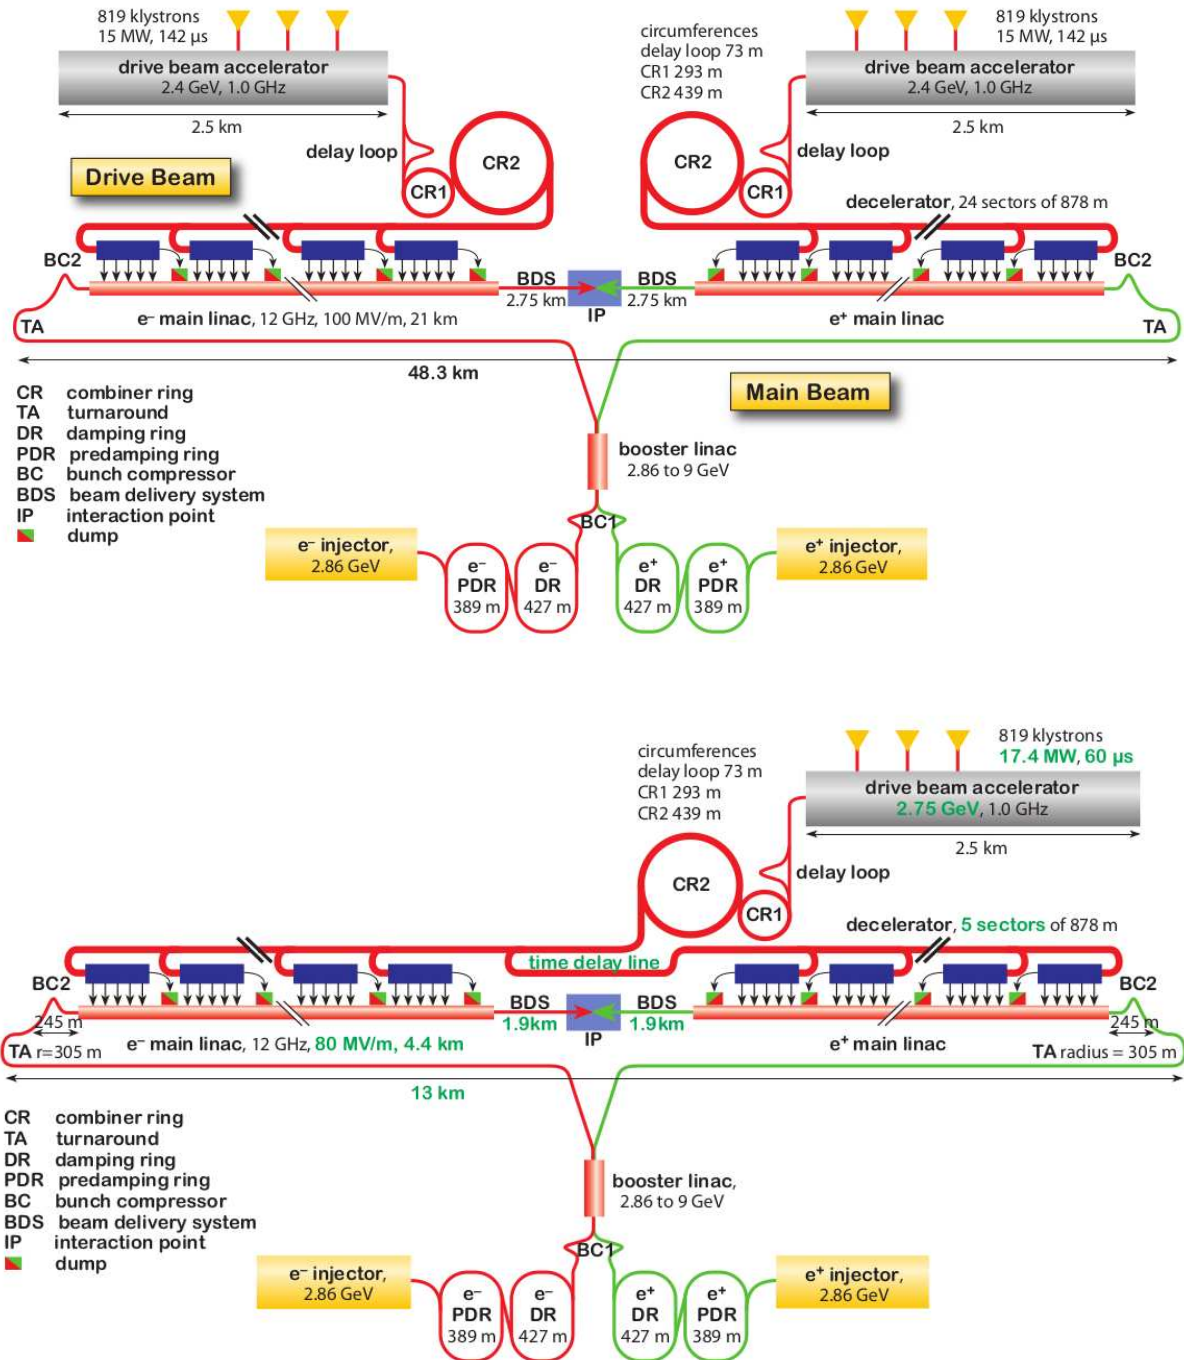 819 klystrons
15 MW, 142 µs
drive beam accelerator
2.4 GeV, 1.0 GHz
2.5 km
circumferences
delay loop 73 m
CR1 293 m
CR2 439 m
819 klystrons
15 MW, 142 µs
drive beam accelerator
2.4 GeV, 1.0 GHz
2.5 km
delay loop
CR2
CR1
CR2
CR1
delay loop
Drive Beam
decelerator, 24 sectors of 878 m
BC2
BC2
BDS
2.75 km
BDS
2.75 km
IP
TA
e⁻ main linac, 12 GHz, 100 MV/m, 21 km
e⁺ main linac
TA
48.3 km
Main Beam
CR combiner ring
TA turnaround
DR damping ring
PDR predamping ring
BC bunch compressor
BDS beam delivery system
IP interaction point
dump
booster linac
2.86 to 9 GeV
BC1
e⁻ injector,
2.86 GeV
e⁻
PDR
389 m
e⁻
DR
427 m
e⁺
DR
427 m
e⁺
PDR
389 m
e⁺ injector,
2.86 GeV
819 klystrons
17.4 MW, 60 µs
circumferences
delay loop 73 m
CR1 293 m
CR2 439 m
drive beam accelerator
2.75 GeV, 1.0 GHz
2.5 km
delay loop
CR2
CR1
decelerator, 5 sectors of 878 m
time delay line
BC2
BC2
BDS
1.9km
BDS
1.9km
IP
245 m
245 m
TA r=305 m
e⁻ main linac, 12 GHz, 80 MV/m, 4.4 km
e⁺ main linac
TA radius = 305 m
13 km
CR combiner ring
TA turnaround
DR damping ring
PDR predamping ring
BC bunch compressor
BDS beam delivery system
IP interaction point
dump
booster linac,
2.86 to 9 GeV
BC1
e⁻ injector,
2.86 GeV
e⁻
PDR
389 m
e⁻
DR
427 m
e⁺
DR
427 m
e⁺
PDR
389 m
e⁺ injector,
2.86 GeV